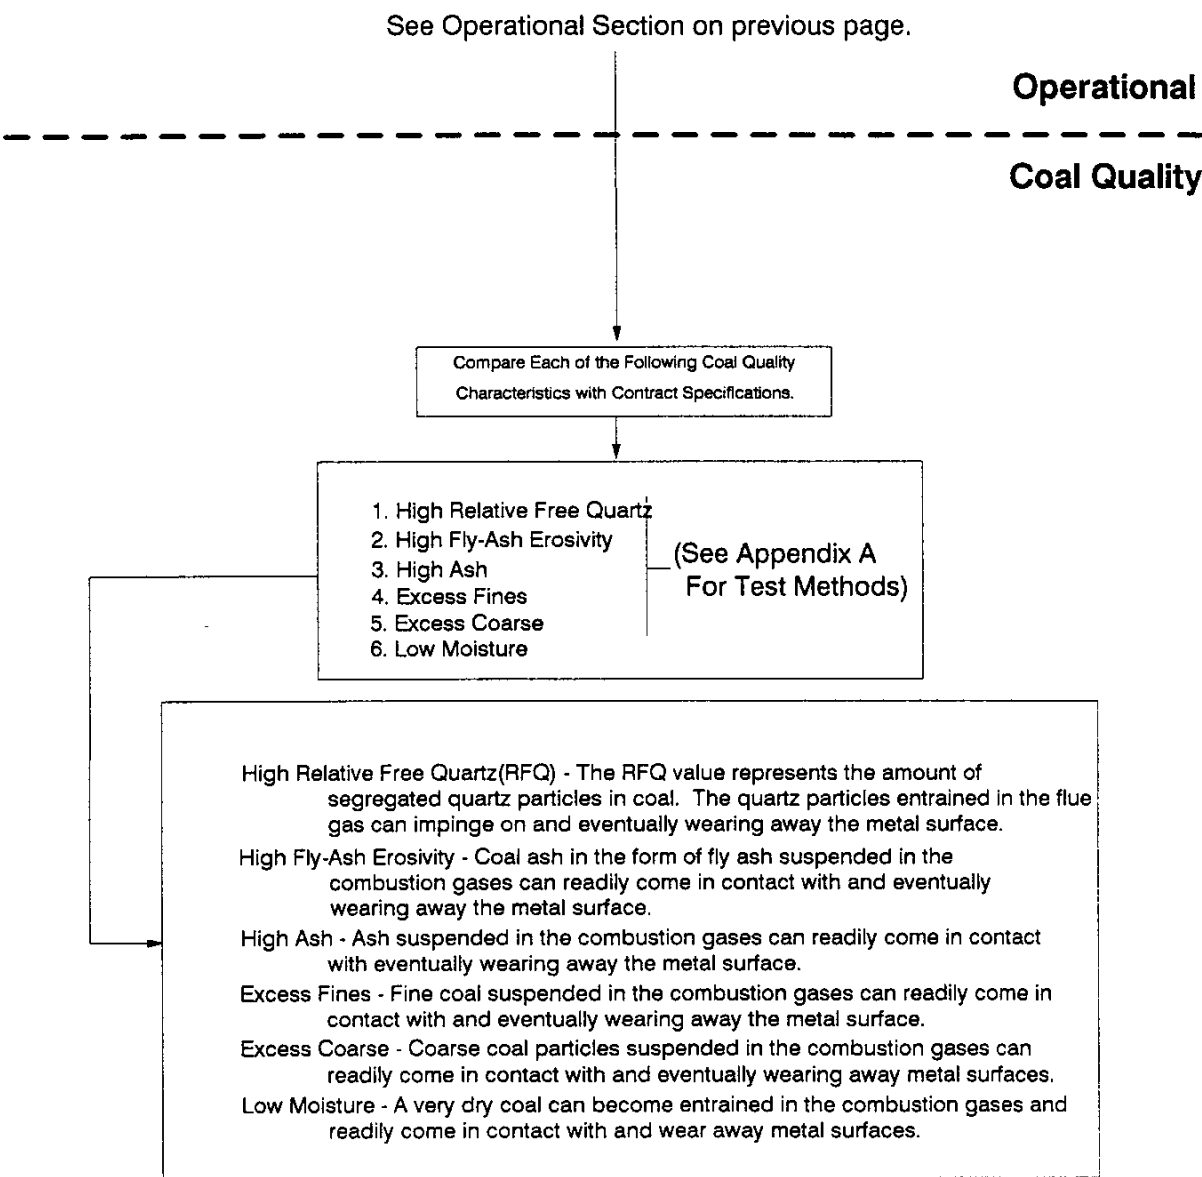 See Operational Section on previous page.
Operational
Coal Quality
Compare Each of the Following Coal Quality
Characteristics with Contract Specifications.
1. High Relative Free Quartz
2. High Fly-Ash Erosivity
3. High Ash
4. Excess Fines
5. Excess Coarse
6. Low Moisture
(See Appendix A
For Test Methods)
High Relative Free Quartz(RFQ) - The RFQ value represents the amount of
segregated quartz particles in coal. The quartz particles entrained in the flue
gas can impinge on and eventually wearing away the metal surface.
High Fly-Ash Erosivity - Coal ash in the form of fly ash suspended in the
combustion gases can readily come in contact with and eventually
wearing away the metal surface.
High Ash - Ash suspended in the combustion gases can readily come in contact
with eventually wearing away the metal surface.
Excess Fines - Fine coal suspended in the combustion gases can readily come in
contact with and eventually wearing away the metal surface.
Excess Coarse - Coarse coal particles suspended in the combustion gases can
readily come in contact with and eventually wearing away metal surfaces.
Low Moisture - A very dry coal can become entrained in the combustion gases and
readily come in contact with and wear away metal surfaces.